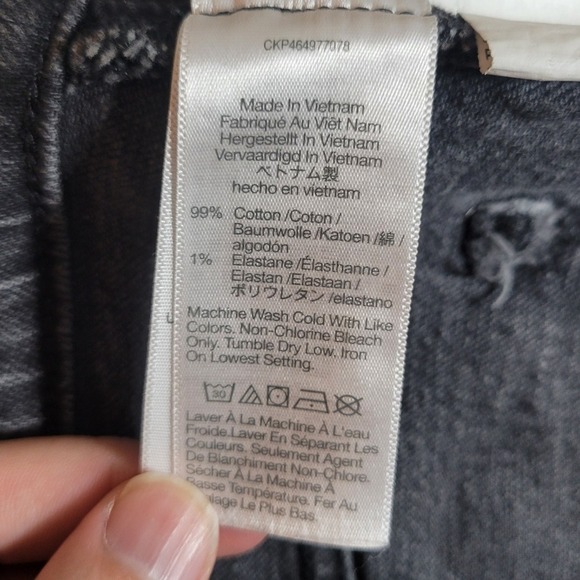 CKP464977078
Made In Vietnam
Fabriqué Au Viêt Nam
Hergestellt In Vietnam
Vervaardigd In Vietnam
ベトナム製
hecho en vietnam
99% Cotton /Coton /
Baumwolle /Katoen /綿 /
algodón
1% Elastane /Élasthanne /
Elastan /Elastaan /
ポリウレタン /elastano
Machine Wash Cold With Like
Colors. Non-Chlorine Bleach
Only. Tumble Dry Low. Iron
On Lowest Setting.
30
Laver À La Machine À L'eau
Froide.Laver En Séparant Les
Couleurs. Seulement Agent
De Blanchiment Non-Chlore.
Sécher À La Machine À
Basse Température. Fer Au
Réglage Le Plus Bas.